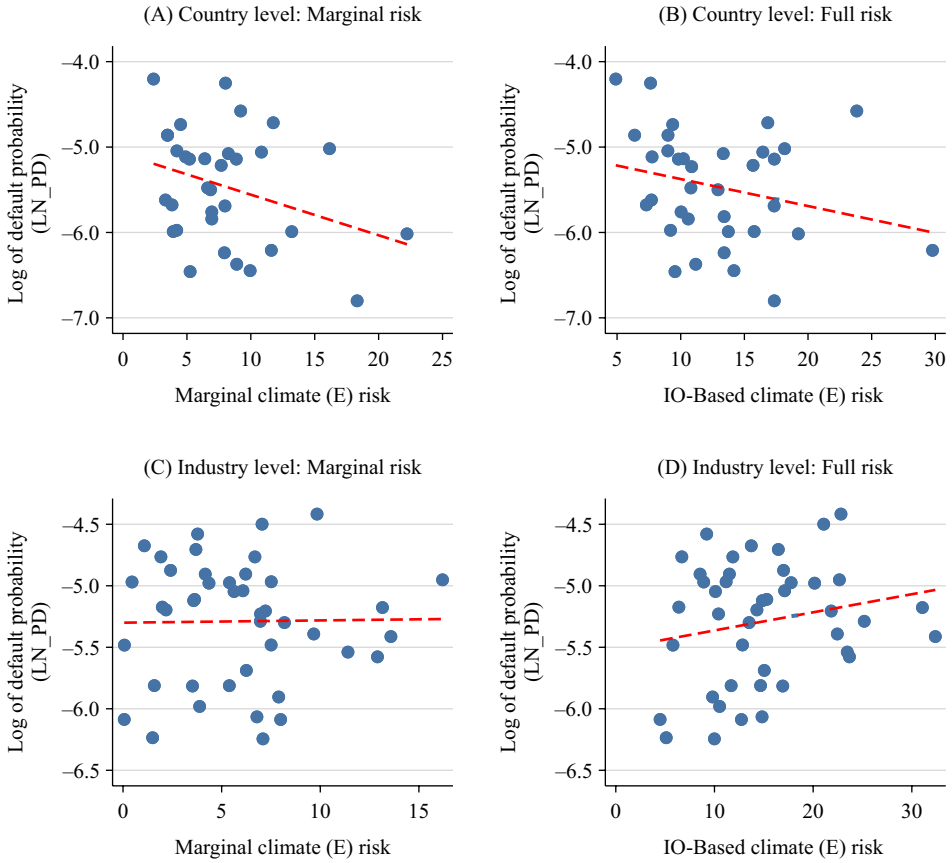 (A) Country level: Marginal risk
Log of default probability
(LN_PD)
–4.0
–5.0
–6.0
–7.0
0 5 10 15 20 25
Marginal climate (E) risk
(B) Country level: Full risk
Log of default probability
(LN_PD)
–4.0
–5.0
–6.0
–7.0
5 10 15 20 25 30
IO-Based climate (E) risk
(C) Industry level: Marginal risk
Log of default probability
(LN_PD)
–4.5
–5.0
–5.5
–6.0
–6.5
0 5 10 15
Marginal climate (E) risk
(D) Industry level: Full risk
Log of default probability
(LN_PD)
–4.5
–5.0
–5.5
–6.0
–6.5
0 10 20 30
IO-Based climate (E) risk